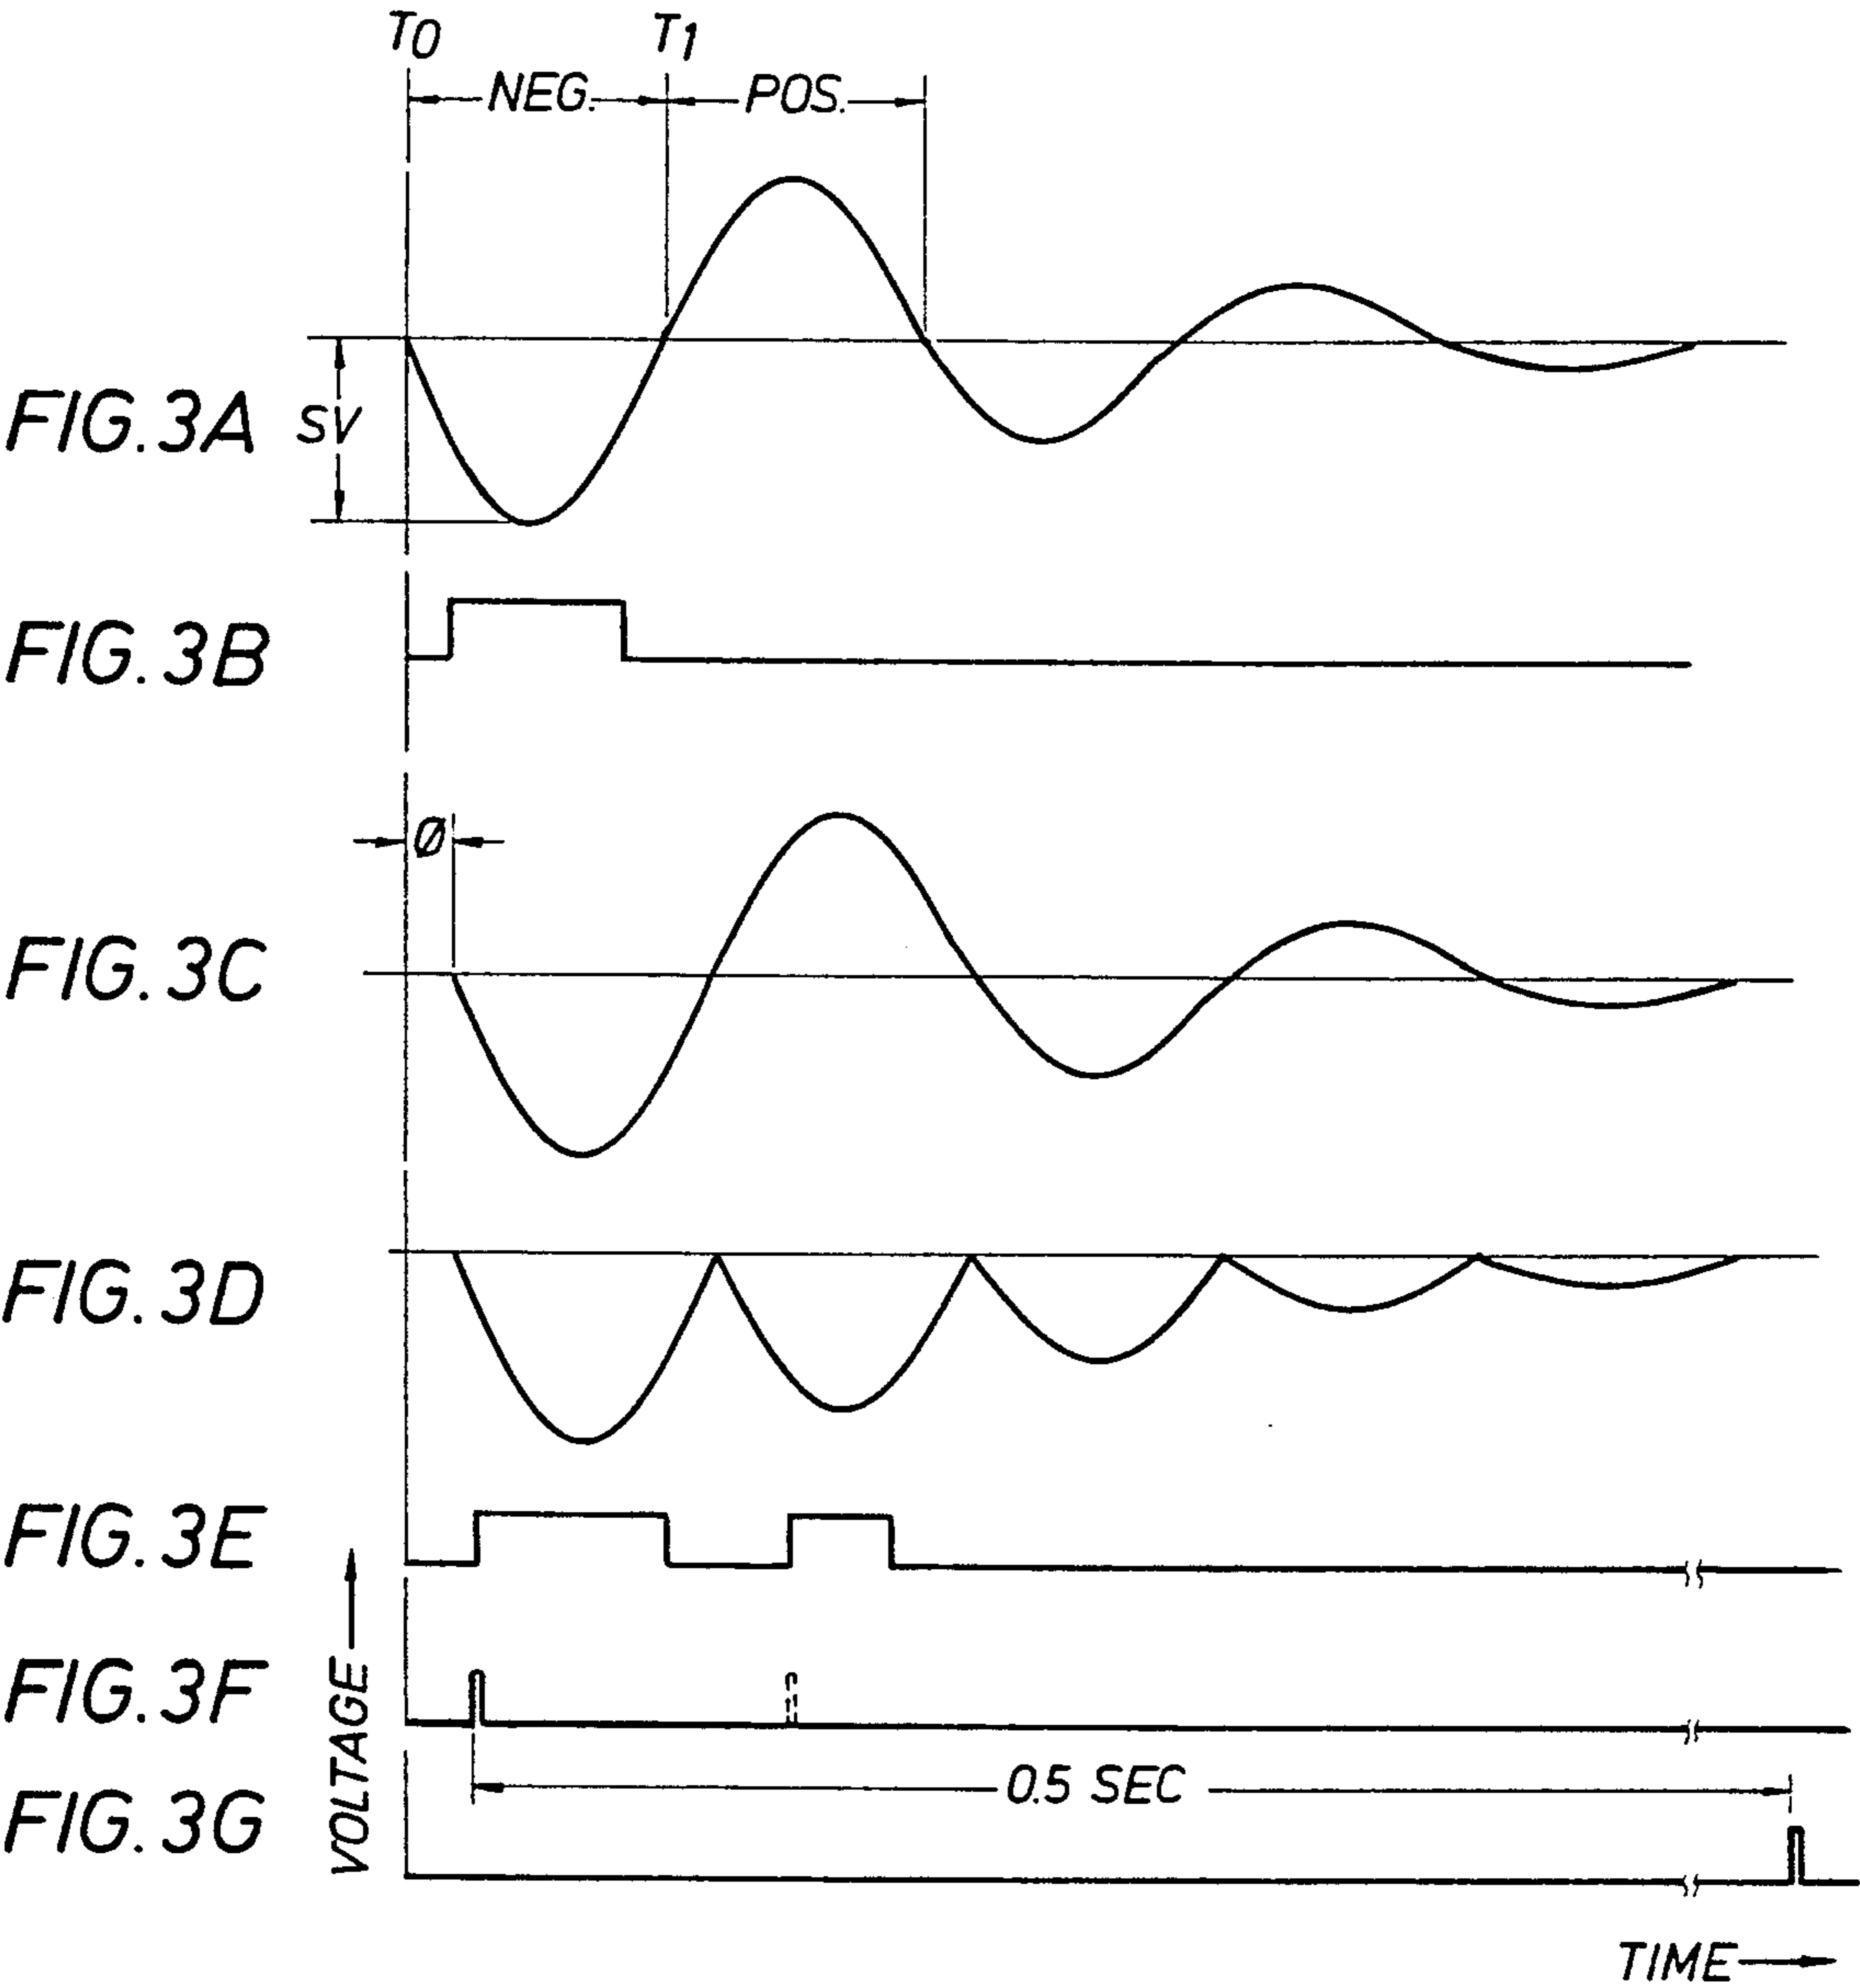 T0 T1
NEG. POS.
FIG. 3A SV
FIG. 3B
Ø
FIG. 3C
FIG. 3D
FIG. 3E
FIG. 3F
0.5 SEC
FIG. 3G
VOLTAGE
TIME